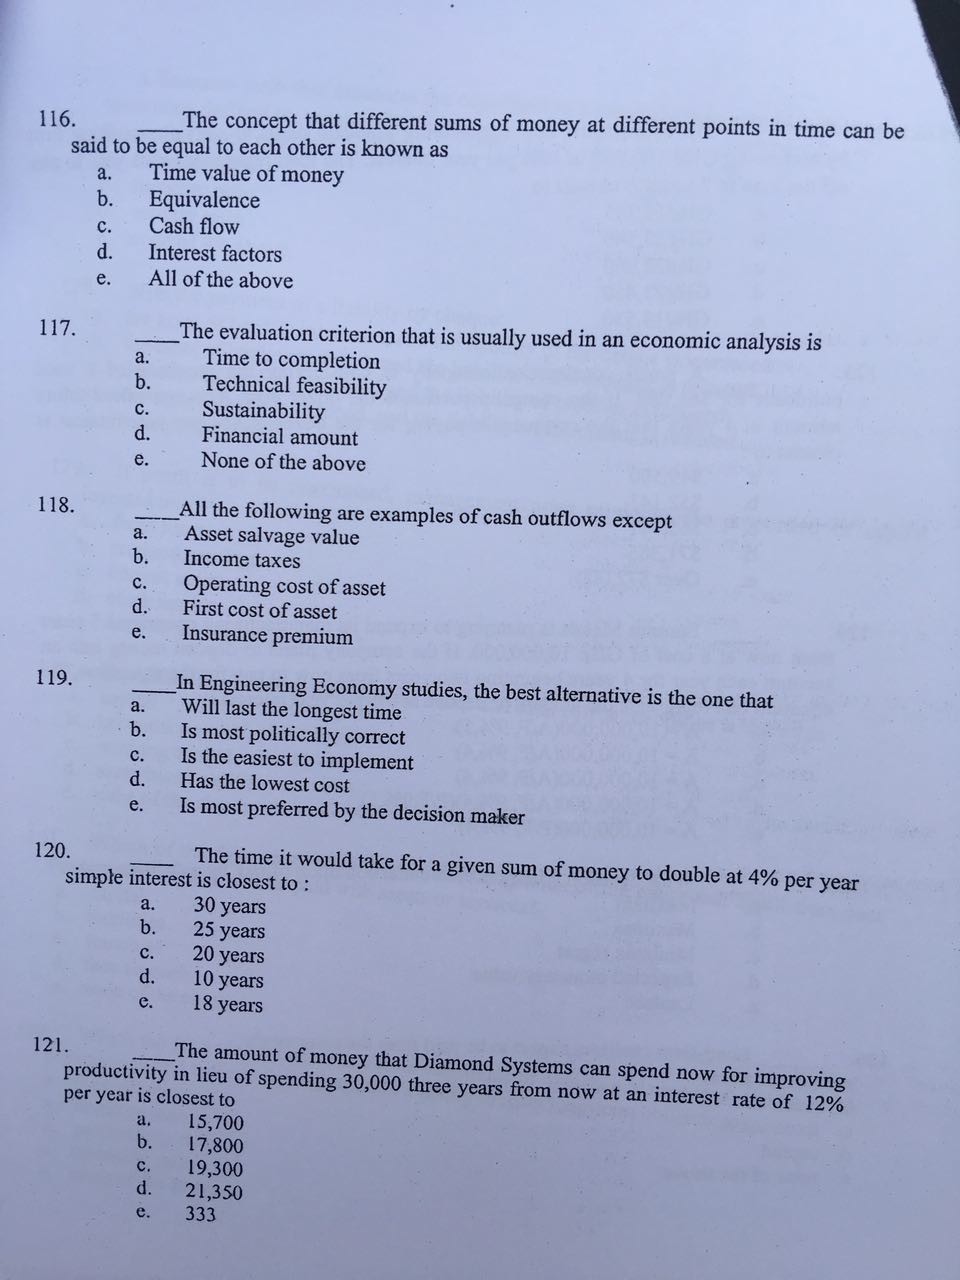 116. ____The concept that different sums of money at different points in time can be
said to be equal to each other is known as
a. Time value of money
b. Equivalence
c. Cash flow
d. Interest factors
e. All of the above
117. ____The evaluation criterion that is usually used in an economic analysis is
a. Time to completion
b. Technical feasibility
c. Sustainability
d. Financial amount
e. None of the above
118. ____All the following are examples of cash outflows except
a. Asset salvage value
b. Income taxes
c. Operating cost of asset
d. First cost of asset
e. Insurance premium
119. ____In Engineering Economy studies, the best alternative is the one that
a. Will last the longest time
b. Is most politically correct
c. Is the easiest to implement
d. Has the lowest cost
e. Is most preferred by the decision maker
120. ____ The time it would take for a given sum of money to double at 4% per year
simple interest is closest to :
a. 30 years
b. 25 years
c. 20 years
d. 10 years
e. 18 years
121. ____The amount of money that Diamond Systems can spend now for improving
productivity in lieu of spending 30,000 three years from now at an interest rate of 12%
per year is closest to
a. 15,700
b. 17,800
c. 19,300
d. 21,350
e. 333